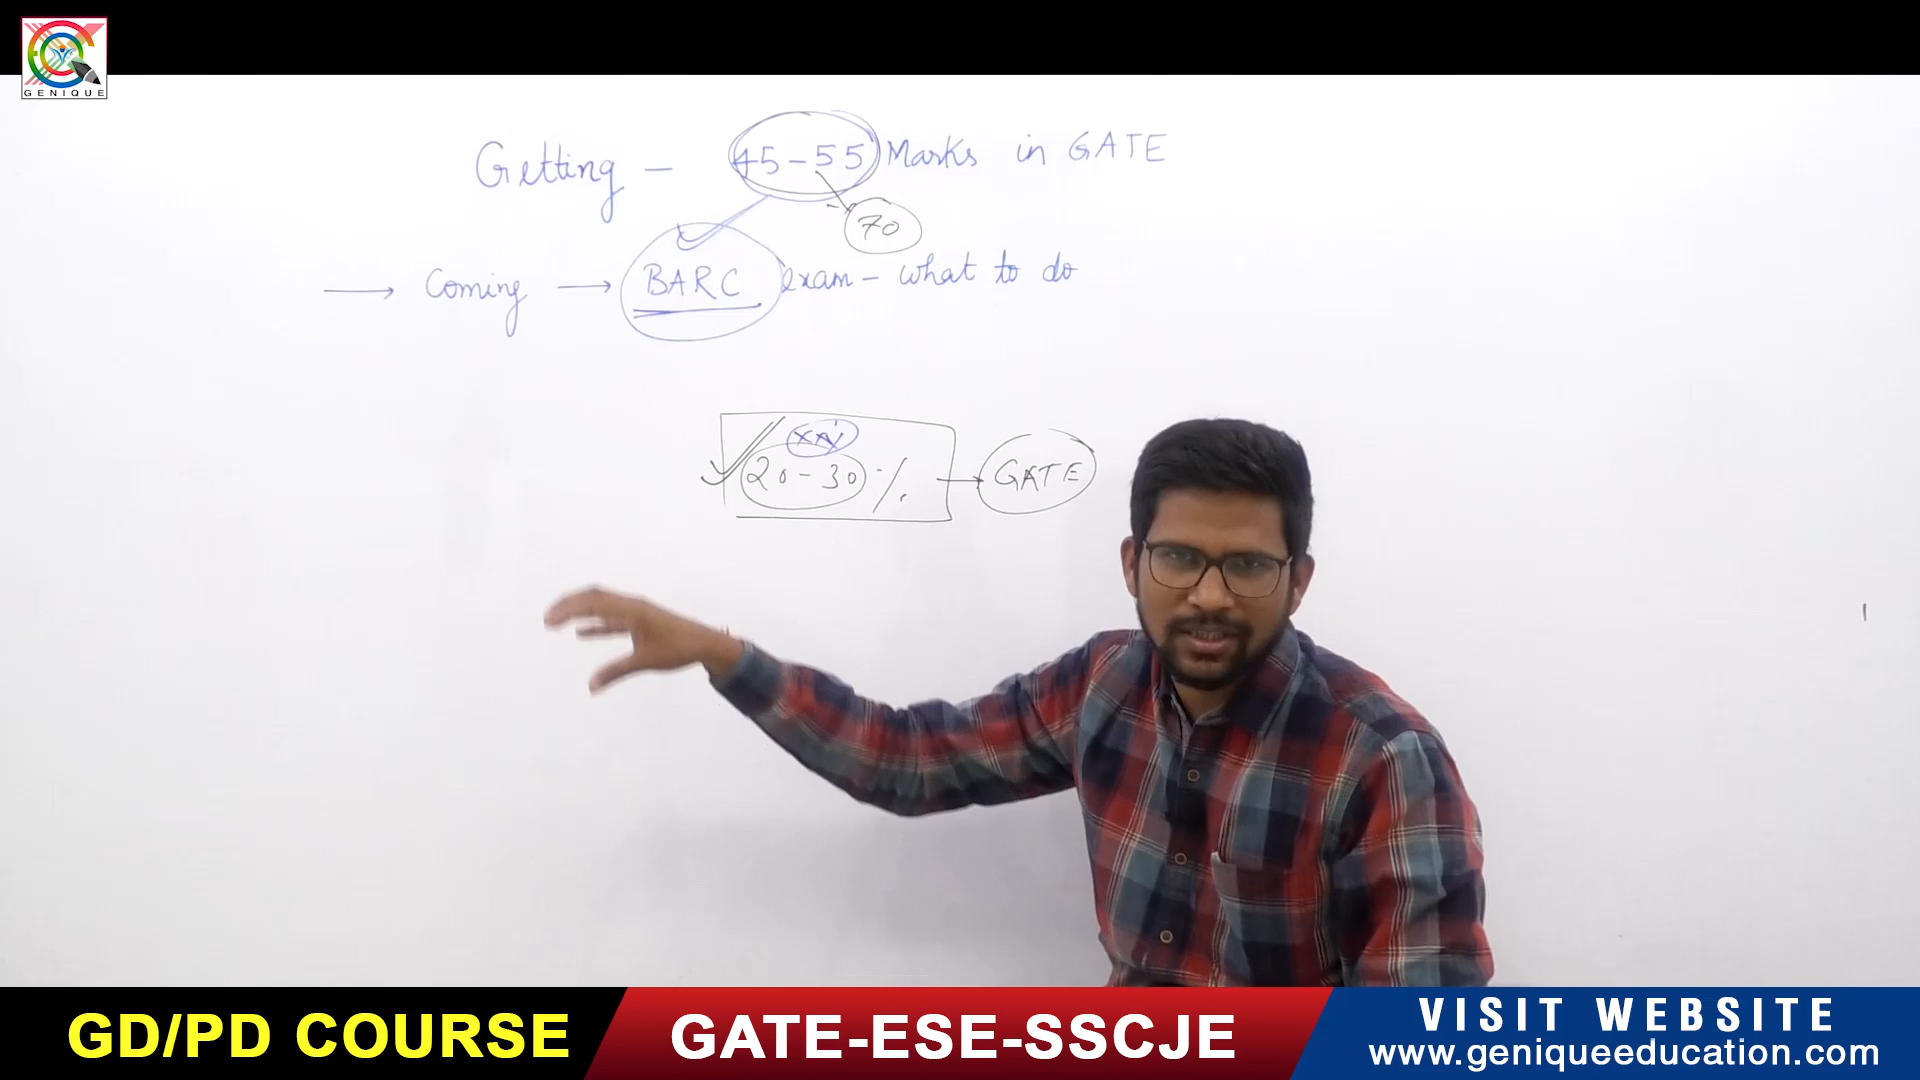 GENIQUE
Getting - 45-55 Marks in GATE
70
→ Coming → BARC exam - what to do
20-30 % → GATE
GD/PD COURSE
GATE-ESE-SSCJE
VISIT WEBSITE
www.geniqueeducation.com